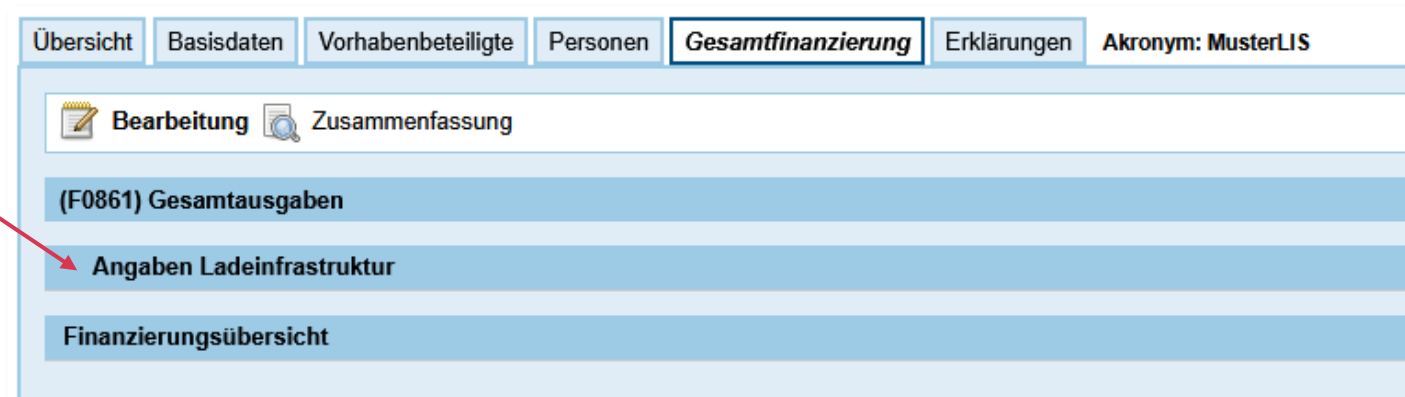 Übersicht Basisdaten Vorhabenbeteiligte Personen Gesamtfinanzierung Erklärungen Akronym: MusterLIS
Bearbeitung Zusammenfassung
(F0861) Gesamtausgaben
Angaben Ladeinfrastruktur
Finanzierungsübersicht